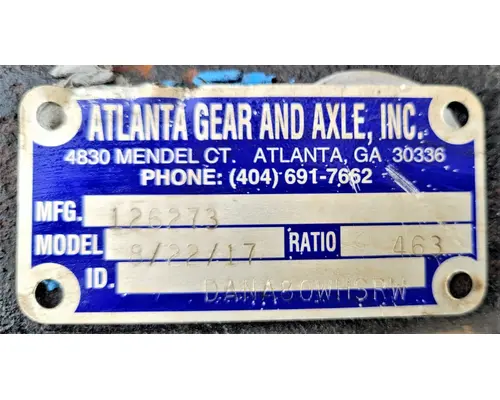 ATLANTA GEAR AND AXLE, INC.
4830 MENDEL CT. ATLANTA, GA 30336
PHONE: (404) 691-7662
MFG. 126273
MODEL 8/22/17 RATIO 463
ID. DANA80WHSRW